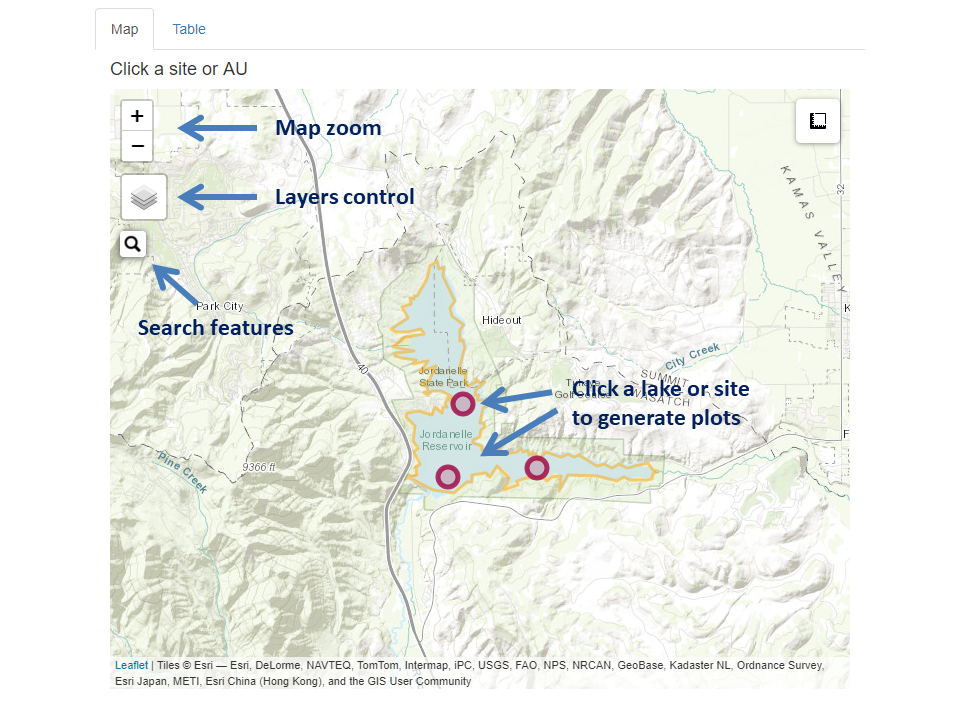 Map
Table
Click a site or AU
+
Map zoom
−
Layers control
KAMAS VALLEY
32
Park City
Search features
Hideout
City Creek
SUMMIT
WASATCH
40
Jordanelle
State Park
Click a lake or site
to generate plots
Jordanelle
Reservoir
9366 ft
Pine Creek
K
F
Leaflet | Tiles © Esri — Esri, DeLorme, NAVTEQ, TomTom, Intermap, iPC, USGS, FAO, NPS, NRCAN, GeoBase, Kadaster NL, Ordnance Survey,
Esri Japan, METI, Esri China (Hong Kong), and the GIS User Community